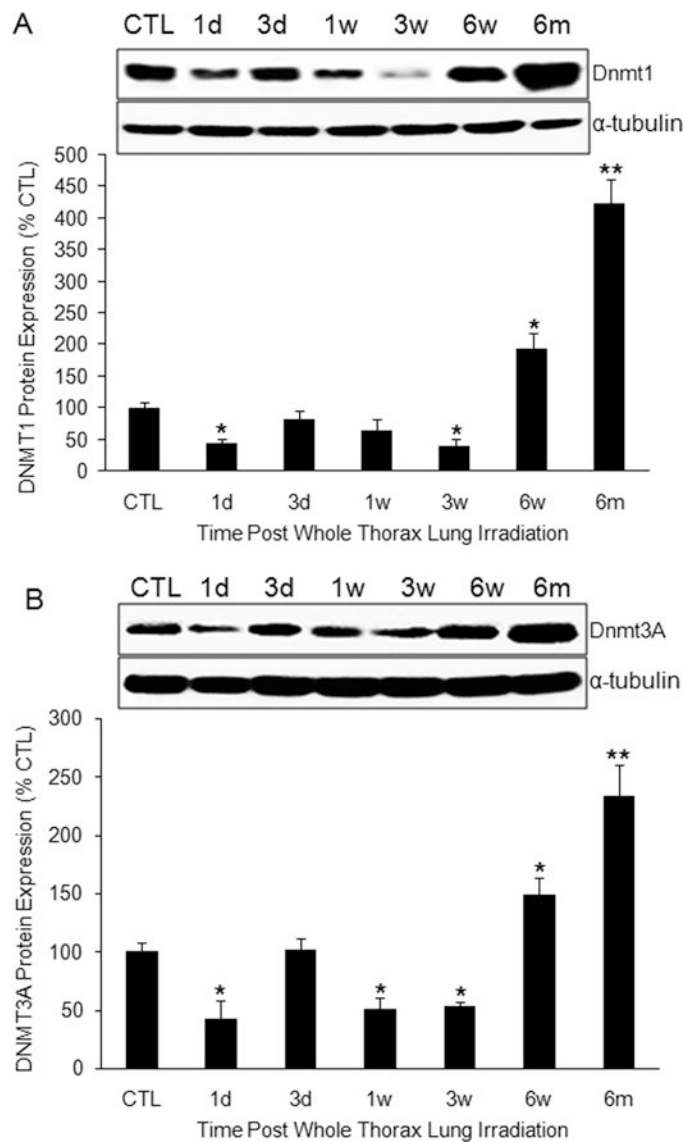 A
CTL 1d 3d 1w 3w 6w 6m
Dnmt1
α-tubulin
DNMT1 Protein Expression (% CTL)
500
450
400
350
300
250
200
150
100
50
0
*
*
*
**
CTL 1d 3d 1w 3w 6w 6m
Time Post Whole Thorax Lung Irradiation
B
CTL 1d 3d 1w 3w 6w 6m
Dnmt3A
α-tubulin
DNMT3A Protein Expression (% CTL)
300
250
200
150
100
50
0
*
*
*
*
**
CTL 1d 3d 1w 3w 6w 6m
Time Post Whole Thorax Lung Irradiation